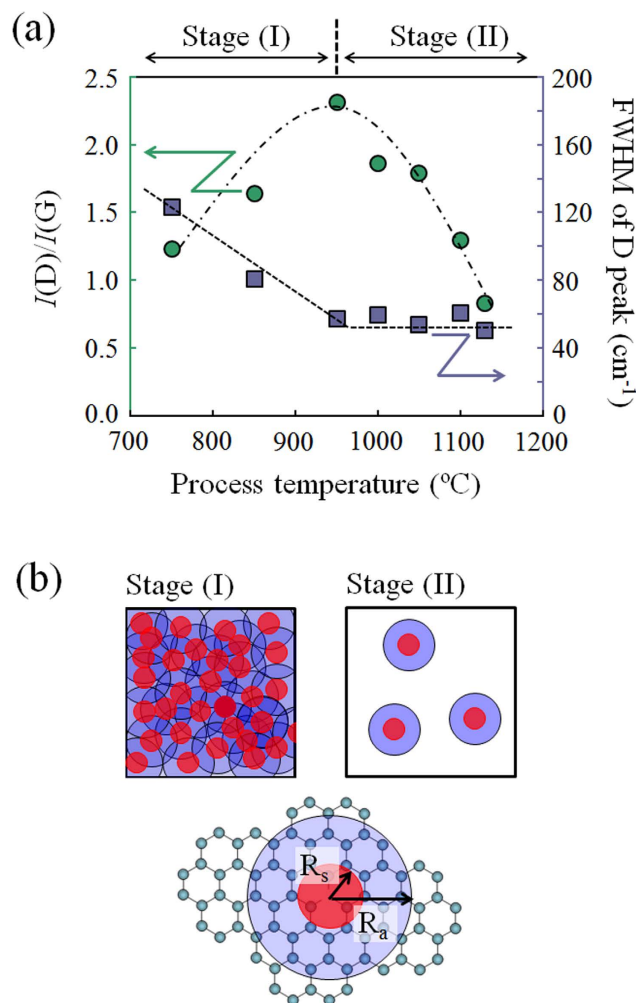 (a)
Stage (I)
Stage (II)
2.5
2.0
1.5
1.0
0.5
0.0
I(D)/I(G)
200
160
120
80
40
0
FWHM of D peak (cm-1)
700
800
900
1000
1100
1200
Process temperature (ºC)
(b)
Stage (I)
Stage (II)
Rs
Ra